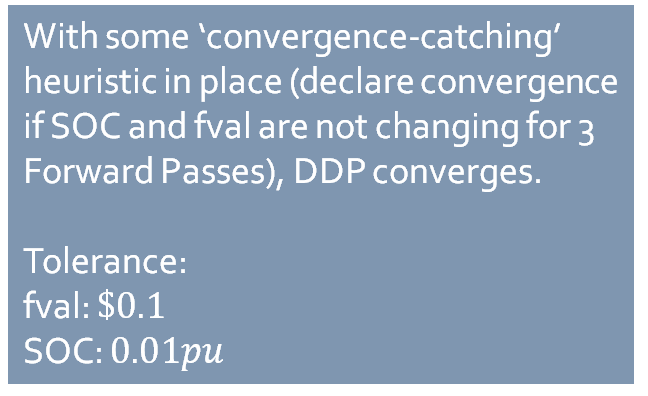 With some ‘convergence-catching’
heuristic in place (declare convergence
if SOC and fval are not changing for 3
Forward Passes), DDP converges.
Tolerance:
fval: $0.1
SOC: 0.01pu